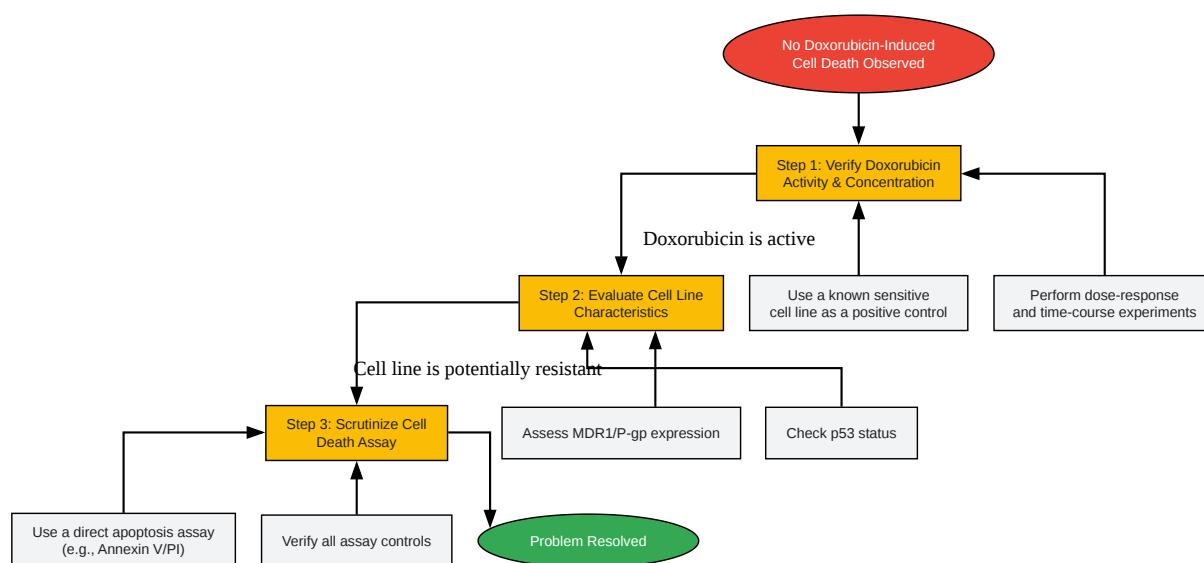 No Doxorubicin-Induced
Cell Death Observed
Step 1: Verify Doxorubicin
Activity & Concentration
Doxorubicin is active
Step 2: Evaluate Cell Line
Characteristics
Use a known sensitive
cell line as a positive control
Perform dose-response
and time-course experiments
Cell line is potentially resistant
Step 3: Scrutinize Cell
Death Assay
Assess MDR1/P-gp expression
Check p53 status
Use a direct apoptosis assay
(e.g., Annexin V/PI)
Verify all assay controls
Problem Resolved